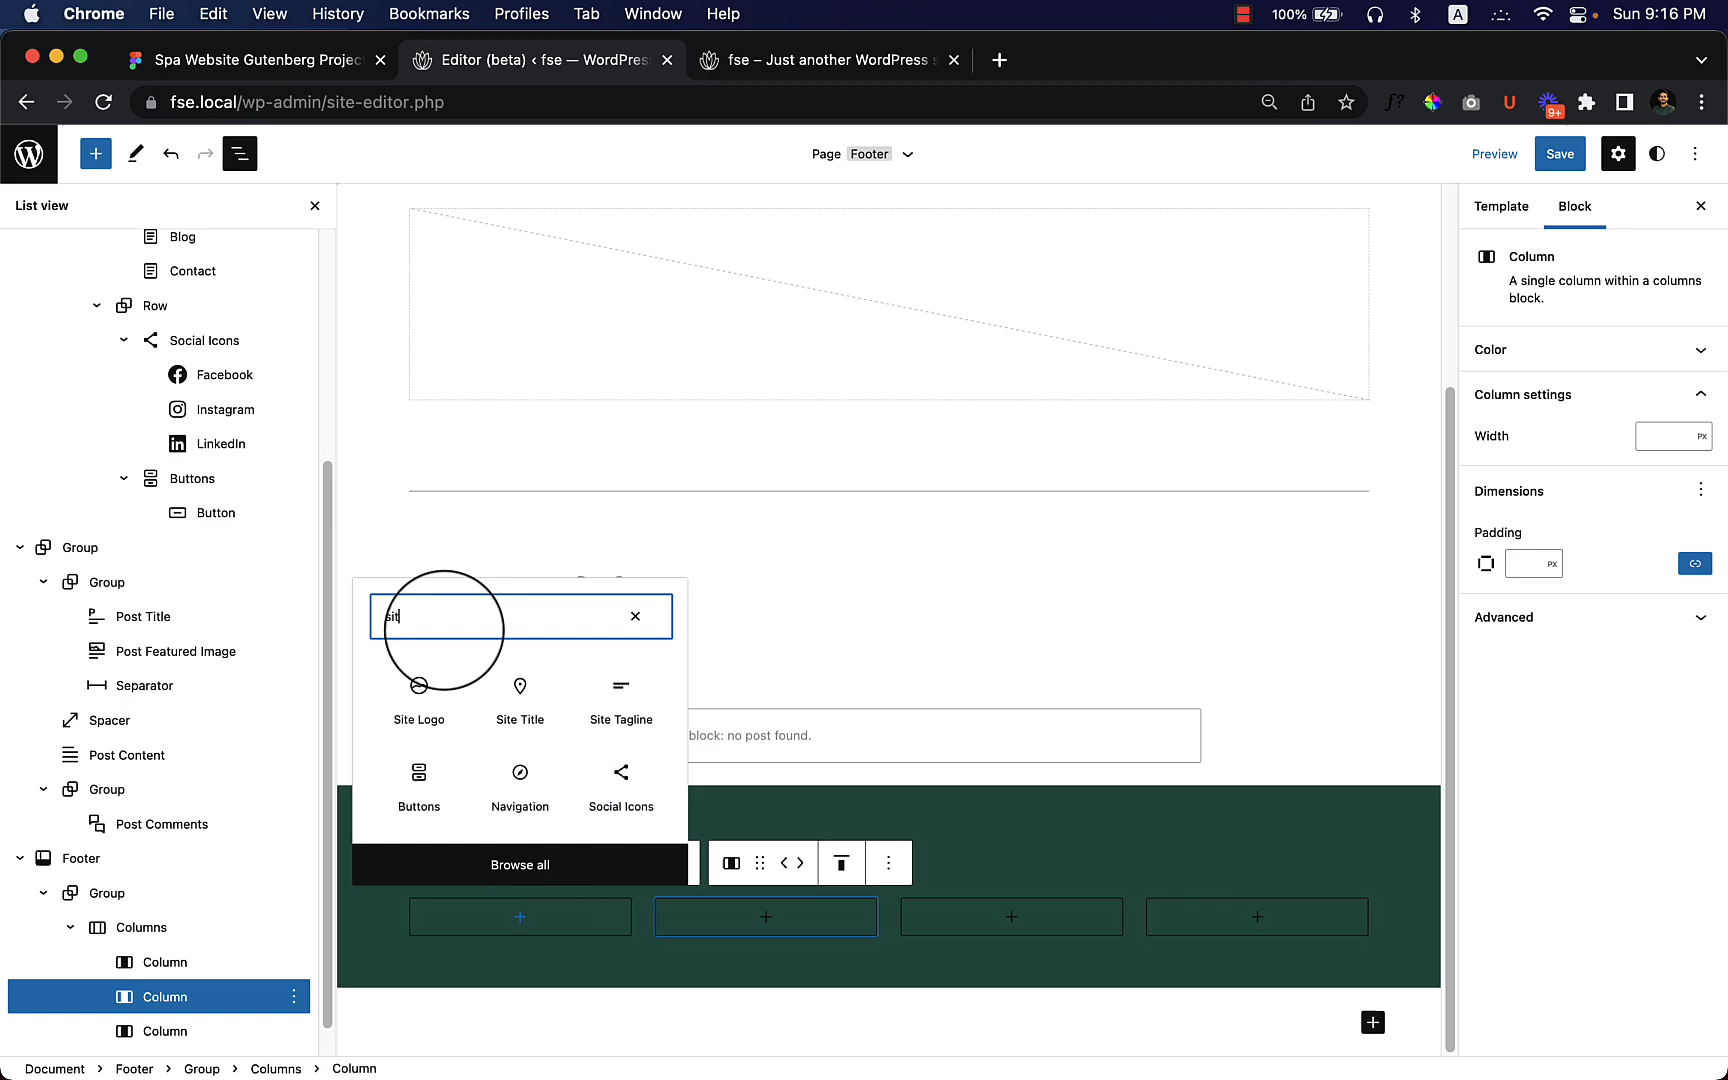 Chrome File Edit View History Bookmarks Profiles Tab Window Help 100% A Sun 9:16 PM
Spa Website Gutenberg Projec Editor (beta) ‹ fse — WordPress fse – Just another WordPress s
fse.local/wp-admin/site-editor.php f? U 9+
Page Footer Preview Save
List view
Blog
Contact
Row
Social Icons
Facebook
Instagram
LinkedIn
Buttons
Button
Group
Group
Post Title
Post Featured Image
Separator
Spacer
Post Content
Group
Post Comments
Footer
Group
Columns
Column
Column
Column
sit
Site Logo Site Title Site Tagline
Buttons Navigation Social Icons
Browse all
block: no post found.
Template Block
Column
A single column within a columns
block.
Color
Column settings
Width PX
Dimensions
Padding
PX
Advanced
Document › Footer › Group › Columns › Column